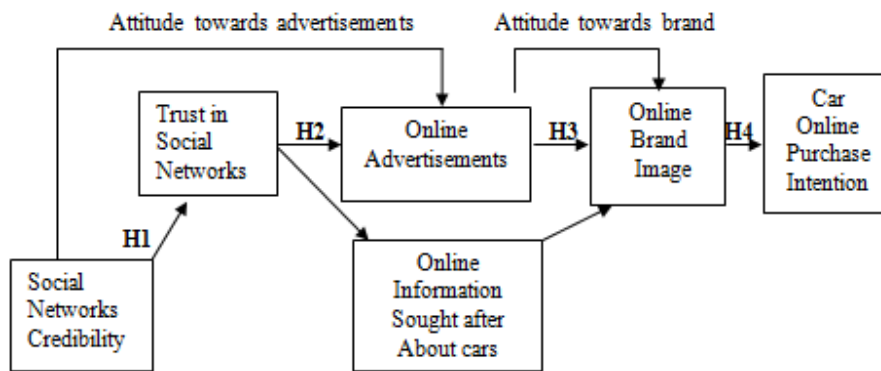 Attitude towards advertisements
Attitude towards brand
Trust in
Social
Networks
H2
Online
Advertisements
H3
Online
Brand
Image
H4
Car
Online
Purchase
Intention
H1
Social
Networks
Credibility
Online
Information
Sought after
About cars